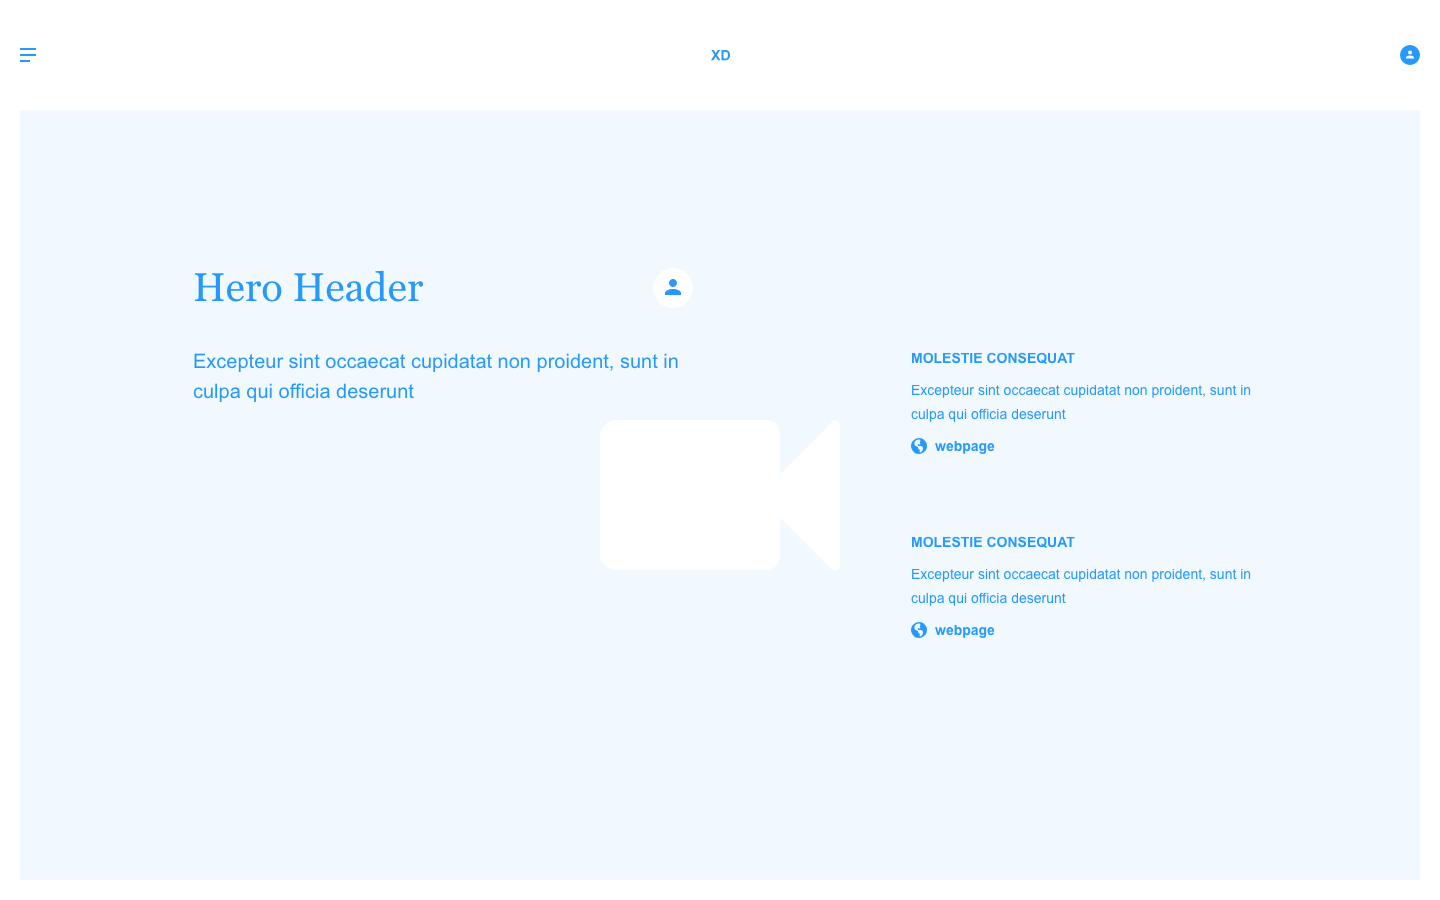 XD
Hero Header
Excepteur sint occaecat cupidatat non proident, sunt in
culpa qui officia deserunt
MOLESTIE CONSEQUAT
Excepteur sint occaecat cupidatat non proident, sunt in
culpa qui officia deserunt
webpage
MOLESTIE CONSEQUAT
Excepteur sint occaecat cupidatat non proident, sunt in
culpa qui officia deserunt
webpage